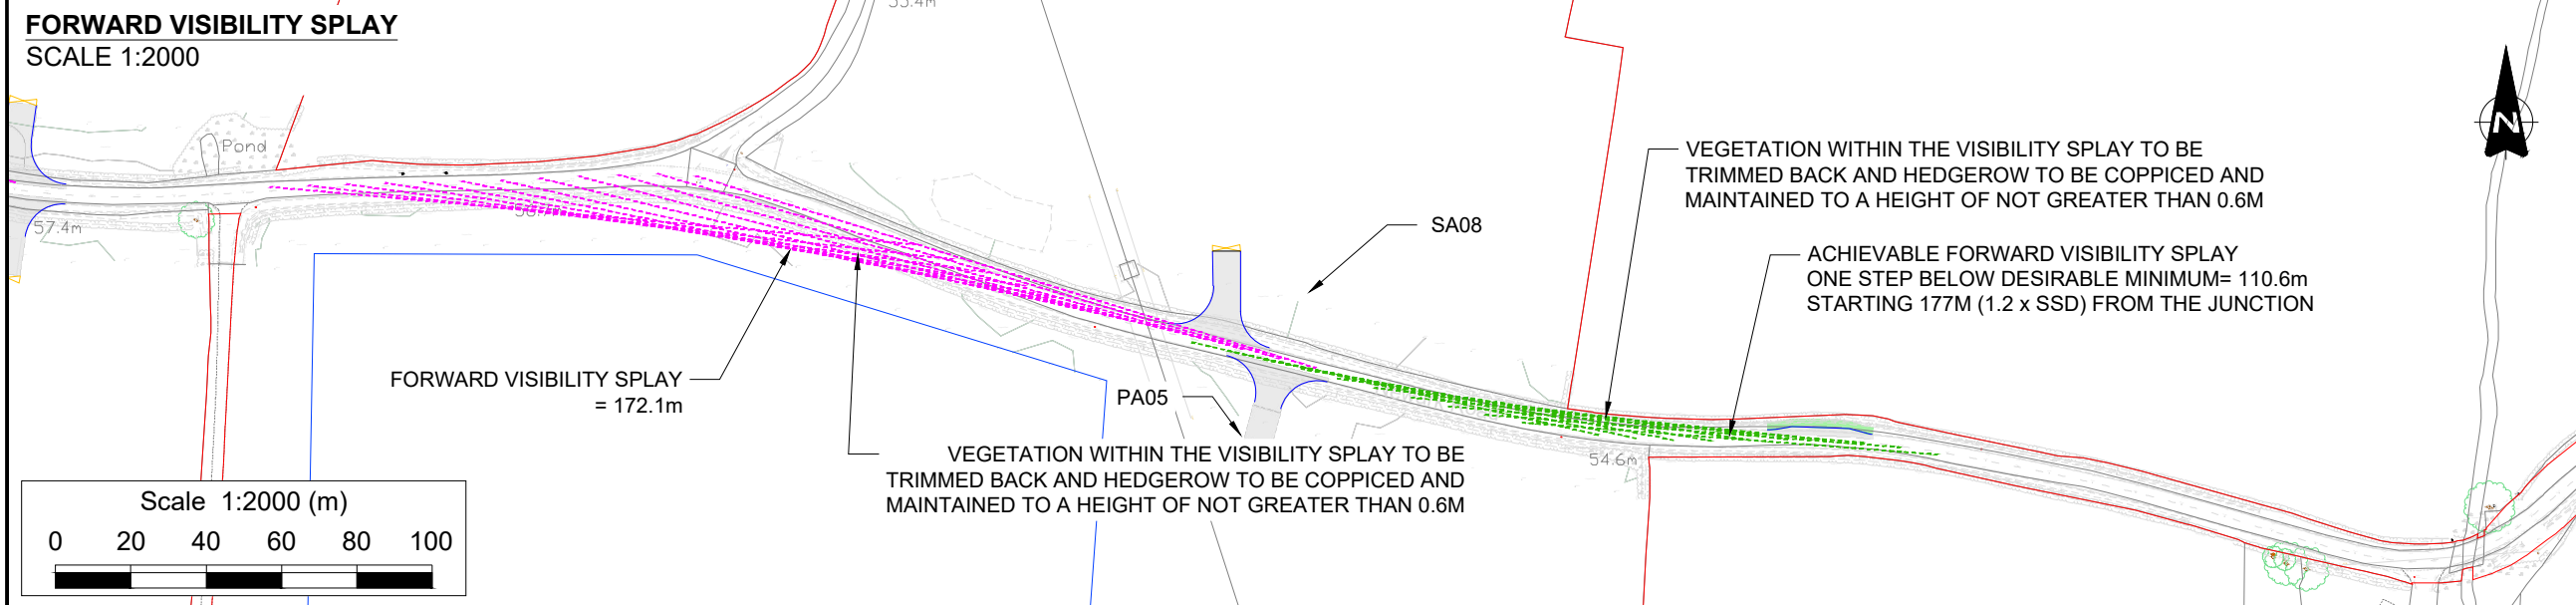 FORWARD VISIBILITY SPLAY
SCALE 1:2000
Pond
57.4m
N
VEGETATION WITHIN THE VISIBILITY SPLAY TO BE
TRIMMED BACK AND HEDGEROW TO BE COPPICED AND
MAINTAINED TO A HEIGHT OF NOT GREATER THAN 0.6M
SA08
ACHIEVABLE FORWARD VISIBILITY SPLAY
ONE STEP BELOW DESIRABLE MINIMUM= 110.6m
STARTING 177M (1.2 x SSD) FROM THE JUNCTION
FORWARD VISIBILITY SPLAY
= 172.1m
PA05
VEGETATION WITHIN THE VISIBILITY SPLAY TO BE
TRIMMED BACK AND HEDGEROW TO BE COPPICED AND
MAINTAINED TO A HEIGHT OF NOT GREATER THAN 0.6M
54.6m
Scale 1:2000 (m)
0 20 40 60 80 100